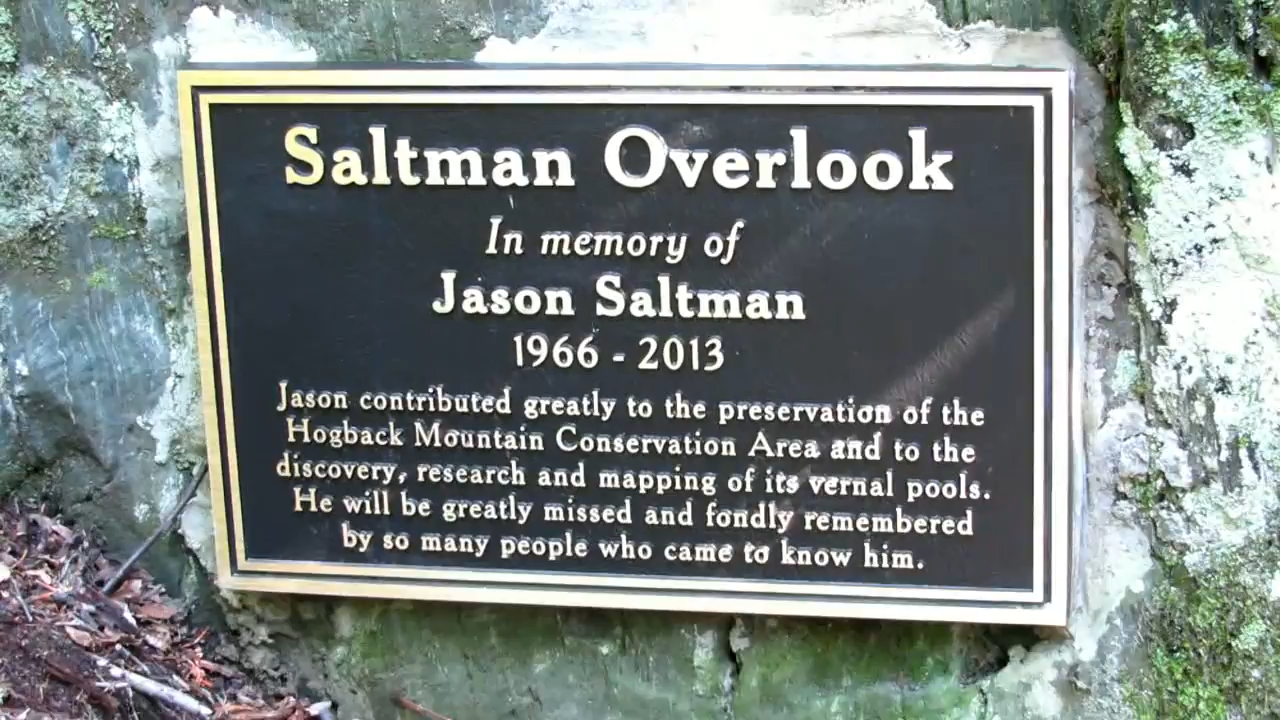 Saltman Overlook
In memory of
Jason Saltman
1966 - 2013
Jason contributed greatly to the preservation of the
Hogback Mountain Conservation Area and to the
discovery, research and mapping of its vernal pools.
He will be greatly missed and fondly remembered
by so many people who came to know him.